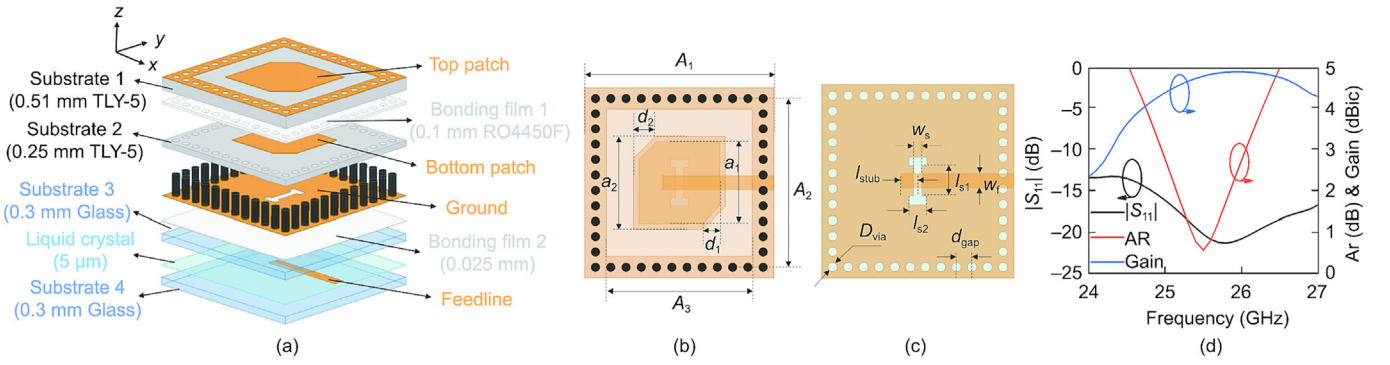 z
y
x
Substrate 1
(0.51 mm TLY-5)
Substrate 2
(0.25 mm TLY-5)
Substrate 3
(0.3 mm Glass)
Liquid crystal
(5 μm)
Substrate 4
(0.3 mm Glass)
Top patch
Bonding film 1
(0.1 mm RO4450F)
Bottom patch
Ground
Bonding film 2
(0.025 mm)
Feedline
(a)
A1
d2
a2
a1
A2
d1
A3
(b)
ws
lstub
ls1
wf
ls2
Dvia
dgap
(c)
|S11| (dB)
0
−5
−10
−15
−20
−25
|S11|
AR
Gain
24
25
26
27
Frequency (GHz)
5
4
3
2
1
0
Ar (dB) & Gain (dBic)
(d)